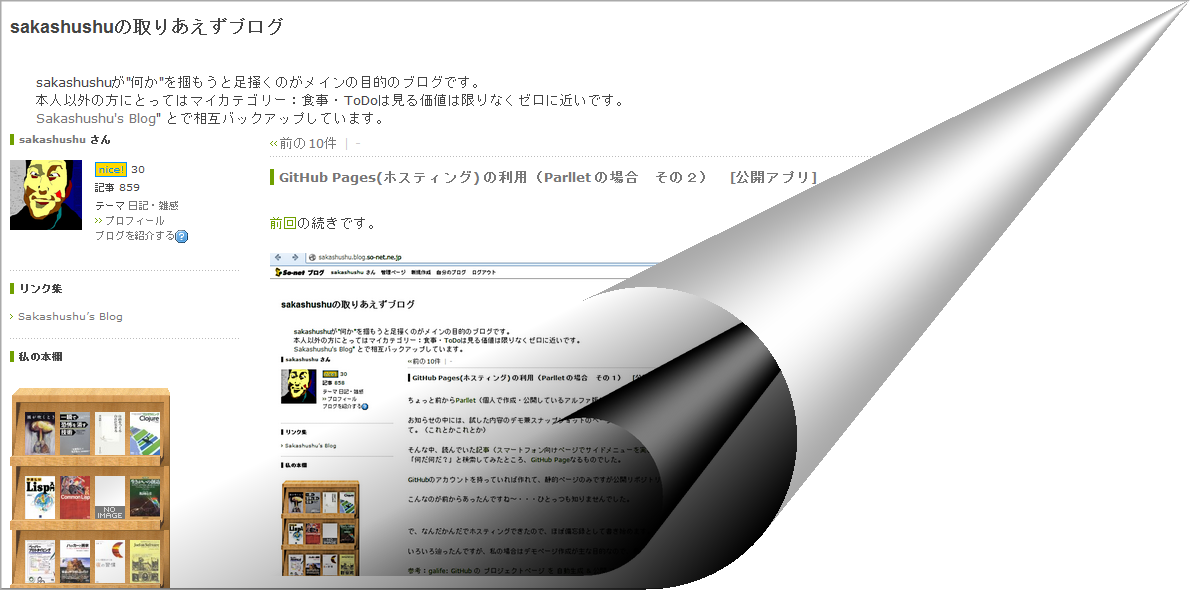 sakashushuの取りあえずブログ
sakashushuが"何か"を掴もうと足掻くのがメインの目的のブログです。
本人以外の方にとってはマイカテゴリー：食事・ToDoは見る価値は限りなくゼロに近いです。
Sakashushu's Blog" とで相互バックアップしています。
sakashushu さん
nice! 30
記事 859
テーマ 日記・雑感
>> プロフィール
ブログを紹介する?
リンク集
Sakashushu's Blog
私の本棚
Clojure
Lisp入門
Common Lisp
NO IMAGE
<<前の10件 | -
GitHub Pages(ホスティング)の利用（Parlletの場合　その２）　[公開アプリ]
前回の続きです。
sakashushu.blog.so-net.ne.jp
So-net ブログ sakashushu さん 管理ページ 新規作成 自分のブログ ログアウト
sakashushuの取りあえずブログ
sakashushuが"何か"を掴もうと足掻くのがメインの目的のブログです。
本人以外の方にとってはマイカテゴリー：食事・ToDoは見る価値は限りなくゼロに近いです。
Sakashushu's Blog" とで相互バックアップしています。
sakashushu さん
nice! 30
記事 858
テーマ 日記・雑感
>> プロフィール
ブログを紹介する
リンク集
Sakashushu's Blog
私の本棚
<<前の10件 | -
GitHub Pages(ホスティング)の利用（Parlletの場合　その１）　[公
ちょっと前からParllet（個人で作成・公開しているアルファ版
お知らせの中には、試した内容のデモ兼スナップショットのペー
て。（これとかこれとか）
そんな中、読んでいた記事（スマートフォン向けページでサイドメニューを実
「何だ何だ？」と検索してみたところ、GitHub Pageなるものでした。
GitHubのアカウントを持っていれば作れて、静的ページのみですが公開リポジトリ
こんなのが前からあったんですね～・・・ひとっつも知りませんでした。
で、なんだかんだでホスティングできたので、ほぼ備忘録として書き
いろいろ辿ったんですが、私の場合はデモページ作成が主な目的
参考：galife: GitHub の プロジェクトページ を 自動生成